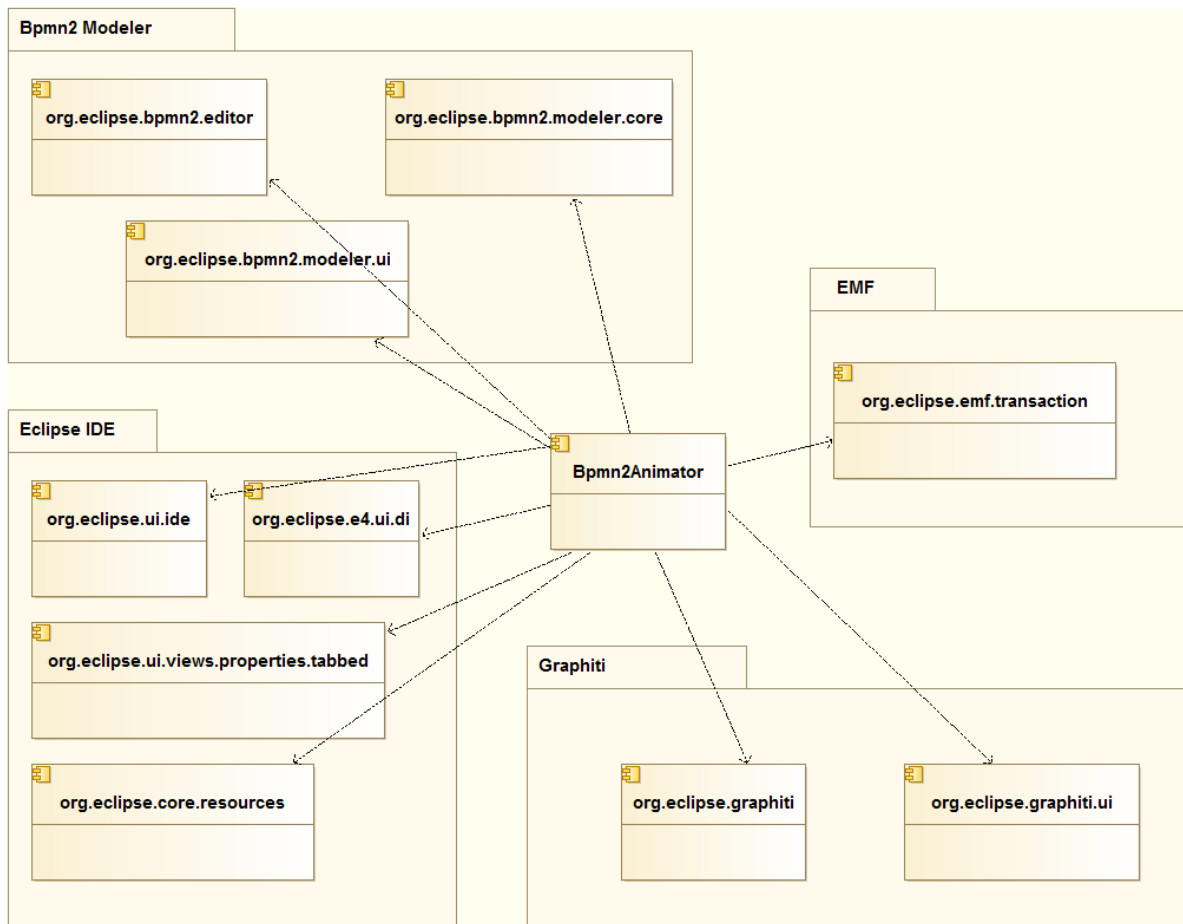 Bpmn2 Modeler
org.eclipse.bpmn2.editor
org.eclipse.bpmn2.modeler.core
org.eclipse.bpmn2.modeler.ui
EMF
org.eclipse.emf.transaction
Eclipse IDE
Bpmn2Animator
org.eclipse.ui.ide
org.eclipse.e4.ui.di
org.eclipse.ui.views.properties.tabbed
org.eclipse.core.resources
Graphiti
org.eclipse.graphiti
org.eclipse.graphiti.ui